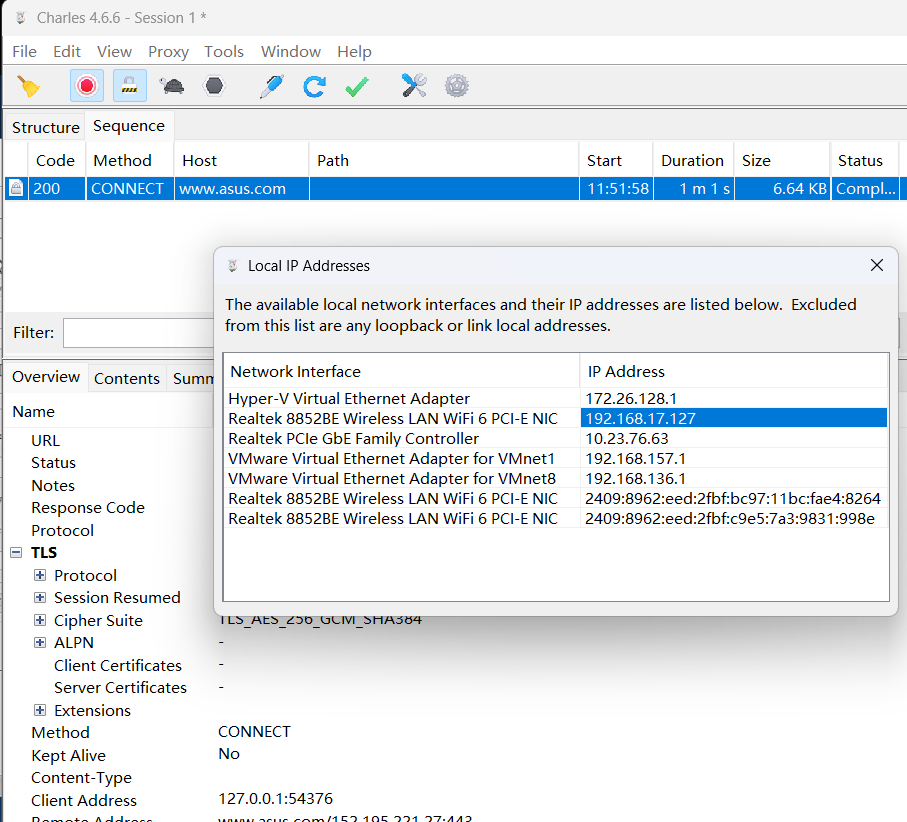 Charles 4.6.6 - Session 1 *
File Edit View Proxy Tools Window Help
Structure Sequence
Code Method Host Path Start Duration Size Status
200 CONNECT www.asus.com 11:51:58 1 m 1 s 6.64 KB Compl...
Local IP Addresses
The available local network interfaces and their IP addresses are listed below. Excluded
from this list are any loopback or link local addresses.
Filter:
Network Interface IP Address
Hyper-V Virtual Ethernet Adapter 172.26.128.1
Realtek 8852BE Wireless LAN WiFi 6 PCI-E NIC 192.168.17.127
Realtek PCIe GbE Family Controller 10.23.76.63
VMware Virtual Ethernet Adapter for VMnet1 192.168.157.1
VMware Virtual Ethernet Adapter for VMnet8 192.168.136.1
Realtek 8852BE Wireless LAN WiFi 6 PCI-E NIC 2409:8962:eed:2fbf:bc97:11bc:fae4:8264
Realtek 8852BE Wireless LAN WiFi 6 PCI-E NIC 2409:8962:eed:2fbf:c9e5:7a3:9831:998e
Overview Contents Summ
Name
URL
Status
Notes
Response Code
Protocol
TLS
Protocol
Session Resumed
Cipher Suite TLS_AES_256_GCM_SHA384
ALPN -
Client Certificates -
Server Certificates -
Extensions
Method CONNECT
Kept Alive No
Content-Type
Client Address 127.0.0.1:54376
Remote Address www.asus.com/152.195.221.27:443